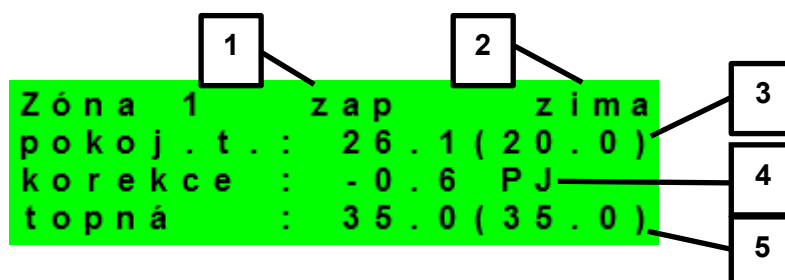 1
2
Zóna 1 zap zima
3
pokoj.t.: 26.1(20.0)
korekce : -0.6 PJ
4
topná : 35.0(35.0)
5